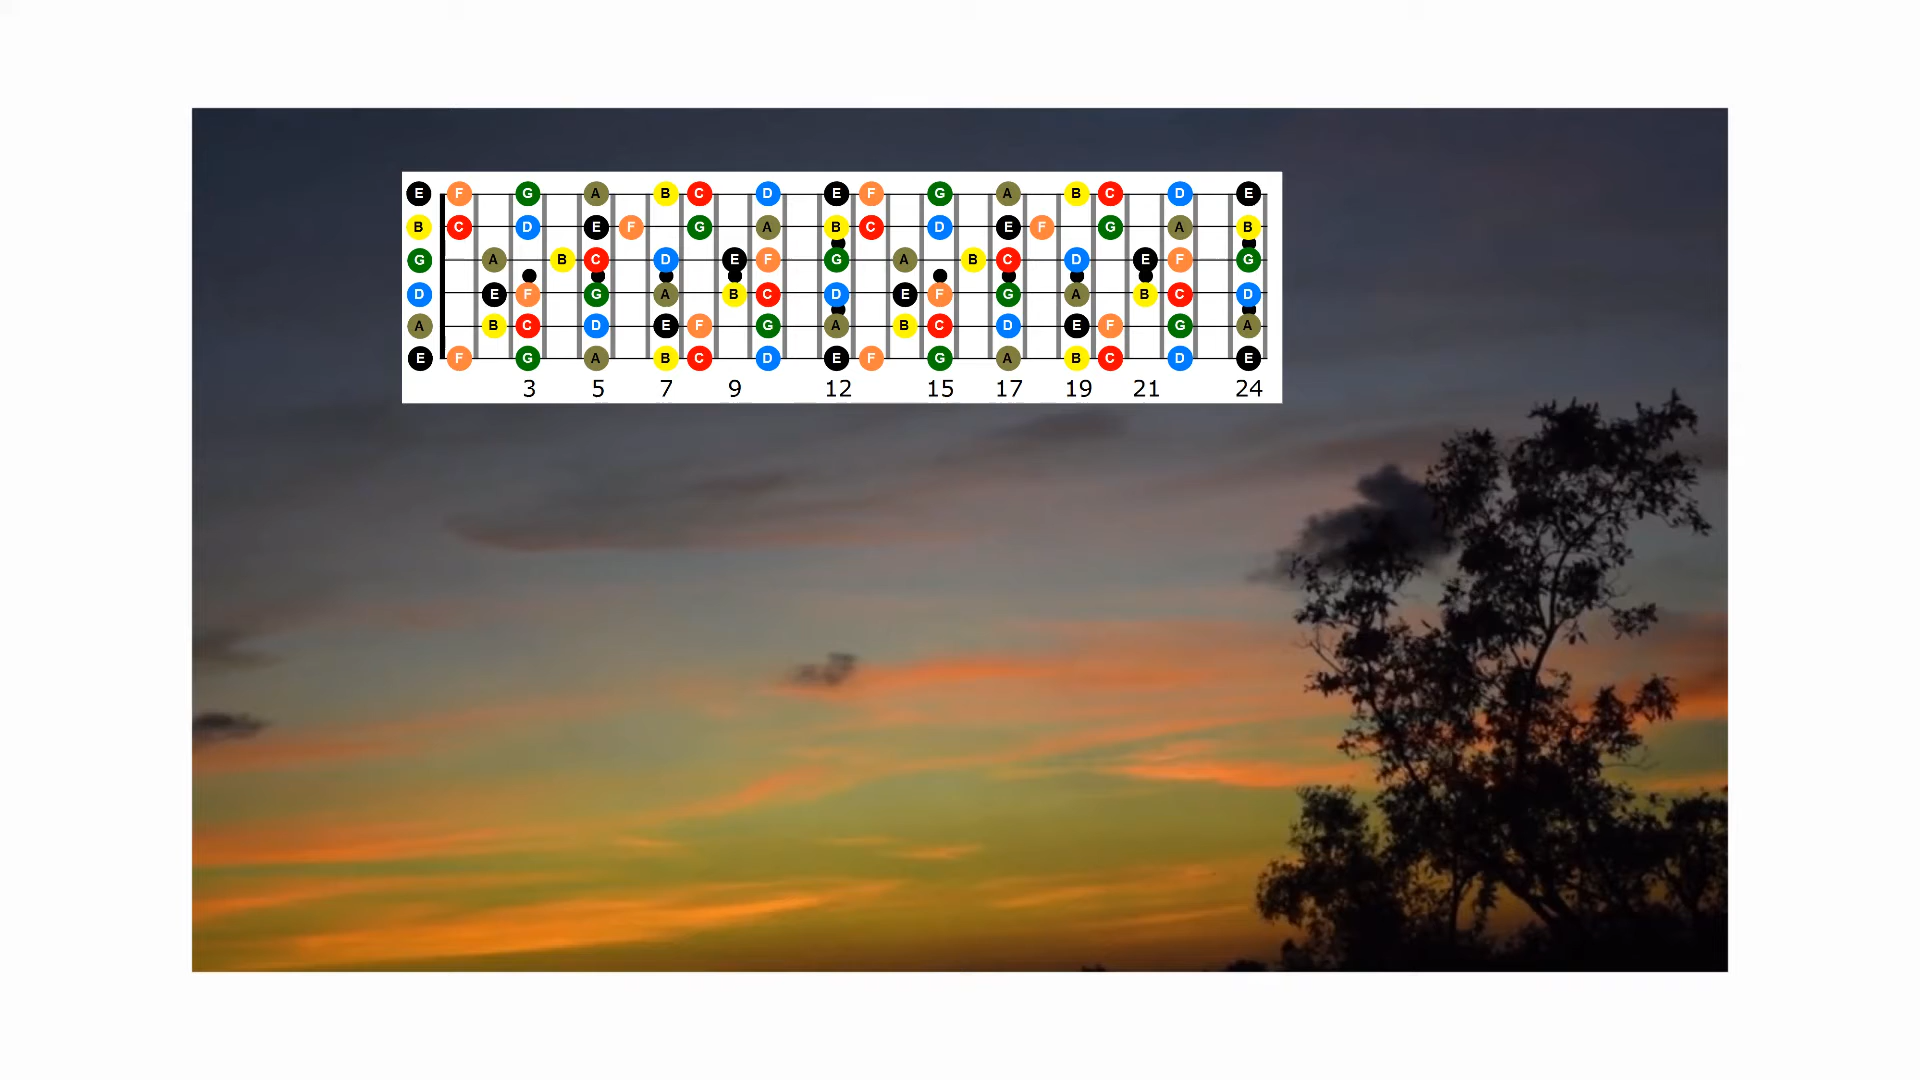 E F G A B C D E F G A B C D E
B C D E F G A B C D E F G A B
G A B C D E F G A B C D E F G
D E F G A B C D E F G A B C D
A B C D E F G A B C D E F G A
E F G A B C D E F G A B C D E
3 5 7 9 12 15 17 19 21 24